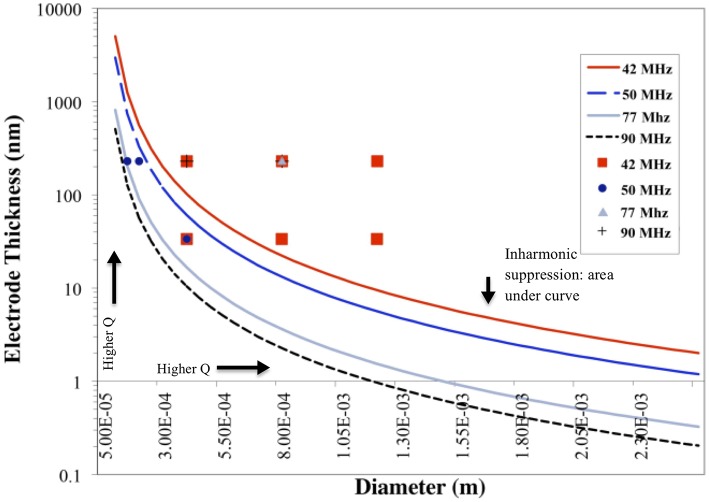 10000
1000
100
10
1
0.1
Electrode Thickness (nm)
42 MHz
50 MHz
77 Mhz
90 MHz
42 MHz
50 MHz
77 Mhz
90 MHz
Inharmonic
suppression: area
under curve
Higher Q
Higher Q
5.00E-05
3.00E-04
5.50E-04
8.00E-04
1.05E-03
1.30E-03
1.55E-03
1.80E-03
2.05E-03
2.30E-03
Diameter (m)